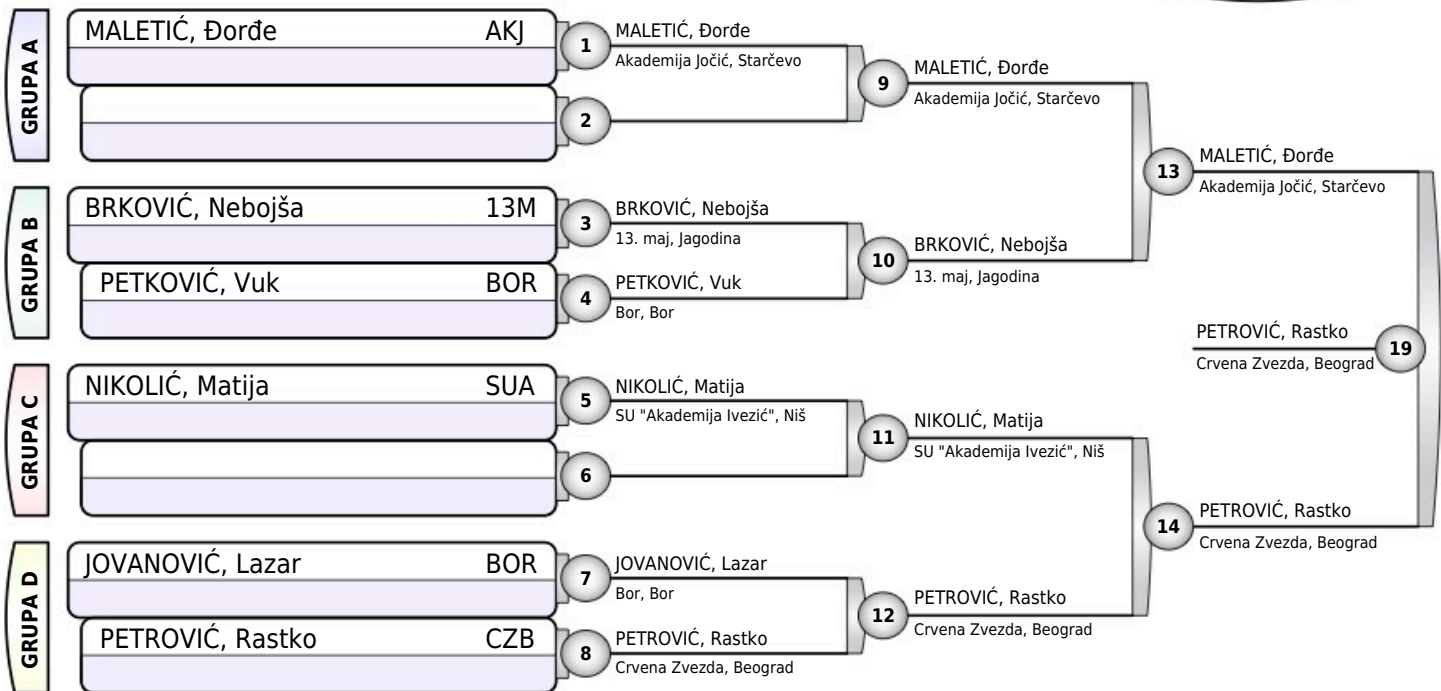 GRUPA A
MALETIĆ, Đorđe AKJ
1
MALETIĆ, Đorđe
Akademija Jočić, Starčevo
2
9
MALETIĆ, Đorđe
Akademija Jočić, Starčevo
GRUPA B
BRKOVIĆ, Nebojša 13M
3
BRKOVIĆ, Nebojša
13. maj, Jagodina
PETKOVIĆ, Vuk BOR
4
PETKOVIĆ, Vuk
Bor, Bor
10
BRKOVIĆ, Nebojša
13. maj, Jagodina
13
MALETIĆ, Đorđe
Akademija Jočić, Starčevo
GRUPA C
NIKOLIĆ, Matija SUA
5
NIKOLIĆ, Matija
SU "Akademija Ivezić", Niš
6
11
NIKOLIĆ, Matija
SU "Akademija Ivezić", Niš
GRUPA D
JOVANOVIĆ, Lazar BOR
7
JOVANOVIĆ, Lazar
Bor, Bor
PETROVIĆ, Rastko CZB
8
PETROVIĆ, Rastko
Crvena Zvezda, Beograd
12
PETROVIĆ, Rastko
Crvena Zvezda, Beograd
14
PETROVIĆ, Rastko
Crvena Zvezda, Beograd
PETROVIĆ, Rastko
Crvena Zvezda, Beograd
19